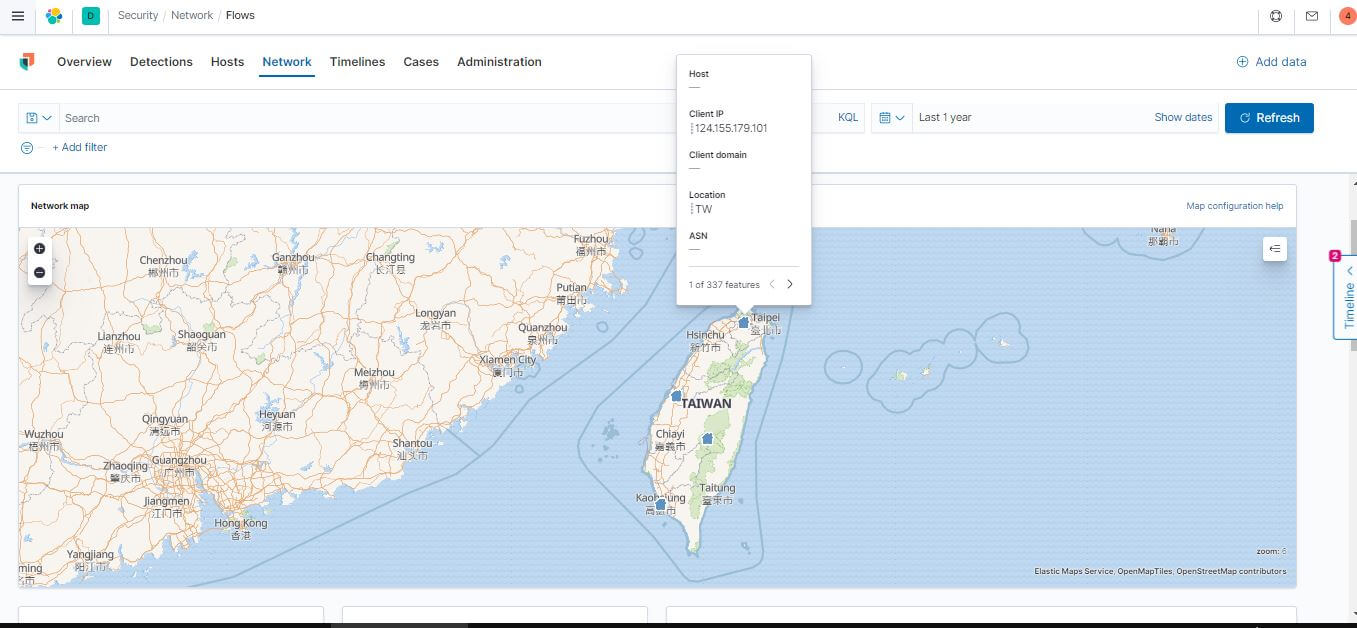 D
Security / Network / Flows
4
Overview
Detections
Hosts
Network
Timelines
Cases
Administration
Add data
Search
KQL
Last 1 year
Show dates
Refresh
+ Add filter
Host
—
Client IP
124.155.179.101
Client domain
—
Location
TW
ASN
—
1 of 337 features
Network map
Map configuration help
2
Timeline
Fuzhou
福州市
Naha
那覇市
Chenzhou
郴州市
Ganzhou
赣州市
Changting
长汀县
Putian
莆田市
Longyan
龙岩市
Quanzhou
泉州市
Taipei
臺北市
Hsinchu
新竹市
Lianzhou
连州市
Shaoguan
韶关市
Xiamen City
厦门市
Meizhou
梅州市
TAIWAN
Heyuan
河源市
Qingyuan
清远市
Wuzhou
梧州市
Chiayi
嘉義市
Shantou
汕头市
Zhaoqing
肇庆市
Guangzhou
广州市
Taitung
臺東市
Jiangmen
江门市
Hong Kong
香港
Yangjiang
阳江市
ming
名市
zoom: 6
Elastic Maps Service, OpenMapTiles, OpenStreetMap contributors